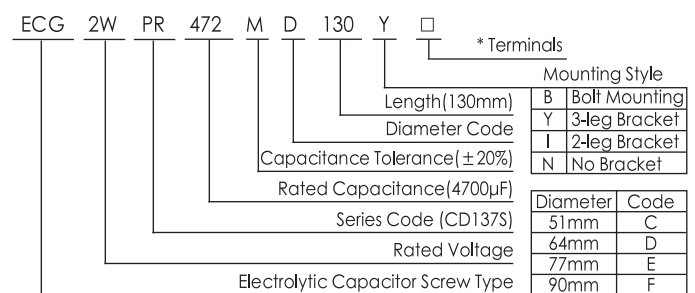 ECG 2W PR 472 M D 130 Y □
* Terminals
Mounting Style
B Bolt Mounting
Y 3-leg Bracket
I 2-leg Bracket
N No Bracket
Length(130mm)
Diameter Code
Capacitance Tolerance(±20%)
Rated Capacitance(4700μF)
Series Code (CD137S)
Rated Voltage
Electrolytic Capacitor Screw Type
Diameter Code
51mm C
64mm D
77mm E
90mm F